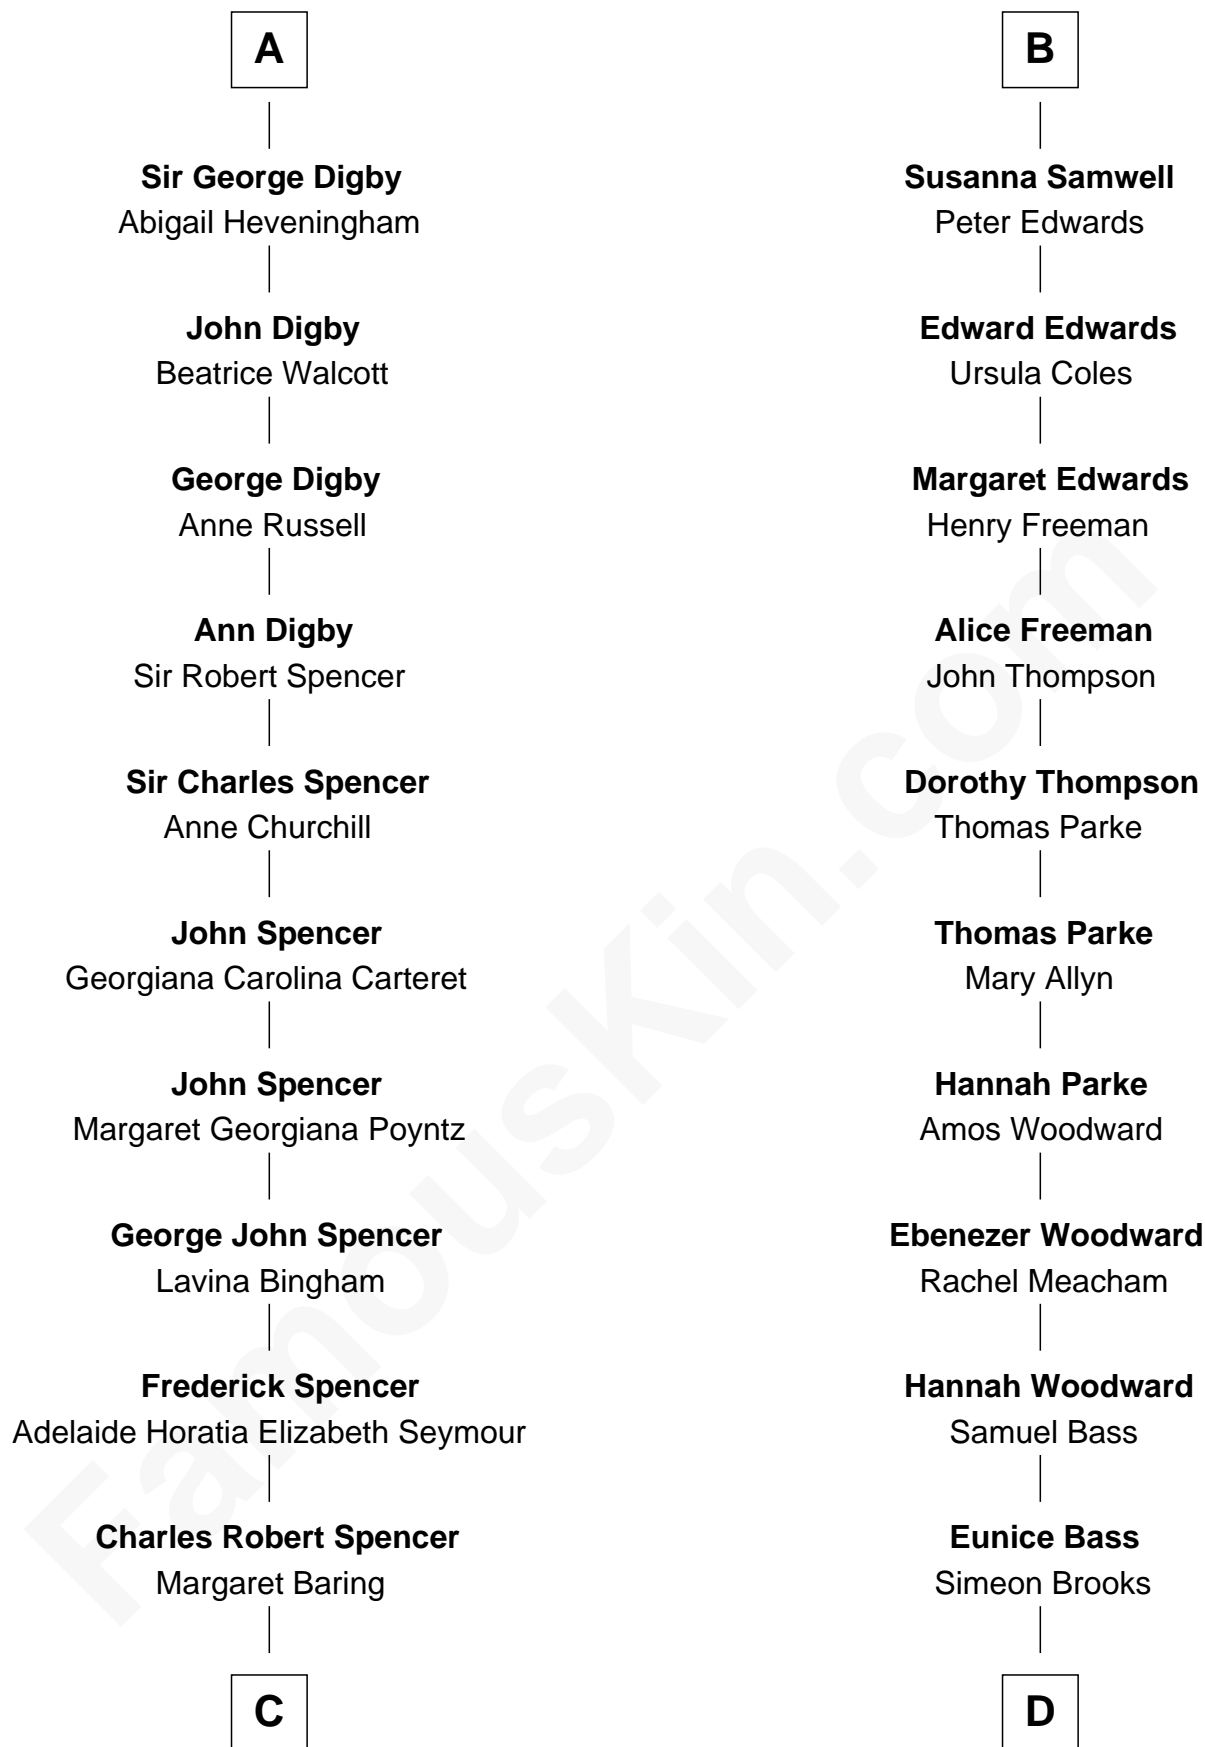 A
Sir George Digby
Abigail Heveningham
John Digby
Beatrice Walcott
George Digby
Anne Russell
Ann Digby
Sir Robert Spencer
Sir Charles Spencer
Anne Churchill
John Spencer
Georgiana Carolina Carteret
John Spencer
Margaret Georgiana Poyntz
George John Spencer
Lavina Bingham
Frederick Spencer
Adelaide Horatia Elizabeth Seymour
Charles Robert Spencer
Margaret Baring
C
B
Susanna Samwell
Peter Edwards
Edward Edwards
Ursula Coles
Margaret Edwards
Henry Freeman
Alice Freeman
John Thompson
Dorothy Thompson
Thomas Parke
Thomas Parke
Mary Allyn
Hannah Parke
Amos Woodward
Ebenezer Woodward
Rachel Meacham
Hannah Woodward
Samuel Bass
Eunice Bass
Simeon Brooks
D
FamousKin.com